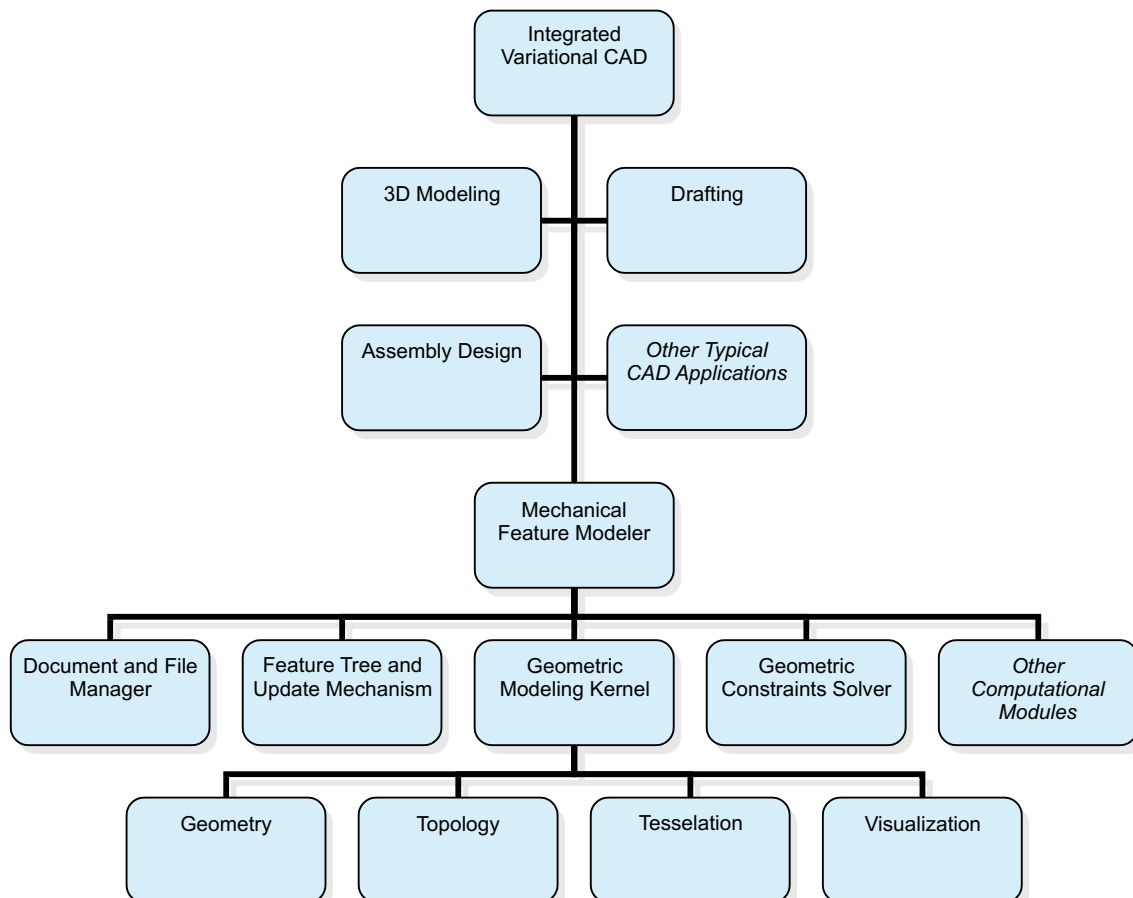 Integrated
Variational CAD
3D Modeling
Drafting
Assembly Design
Other Typical
CAD Applications
Mechanical
Feature Modeler
Document and File
Manager
Feature Tree and
Update Mechanism
Geometric
Modeling Kernel
Geometric
Constraints Solver
Other
Computational
Modules
Geometry
Topology
Tesselation
Visualization